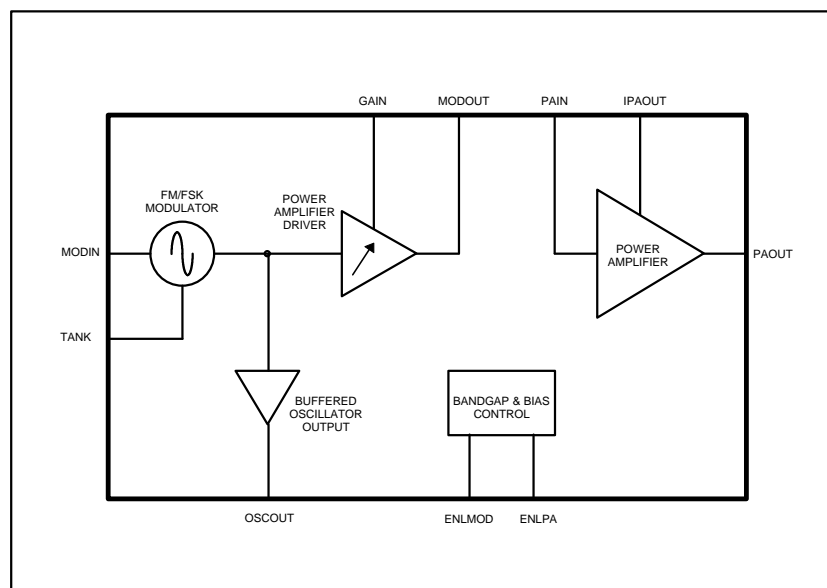 GAIN MODOUT PAIN IPAOUT
FM/FSK
MODULATOR
POWER
AMPLIFIER
DRIVER
MODIN
POWER
AMPLIFIER
PAOUT
TANK
BUFFERED
OSCILLATOR
OUTPUT
BANDGAP & BIAS
CONTROL
OSCOUT ENLMOD ENLPA